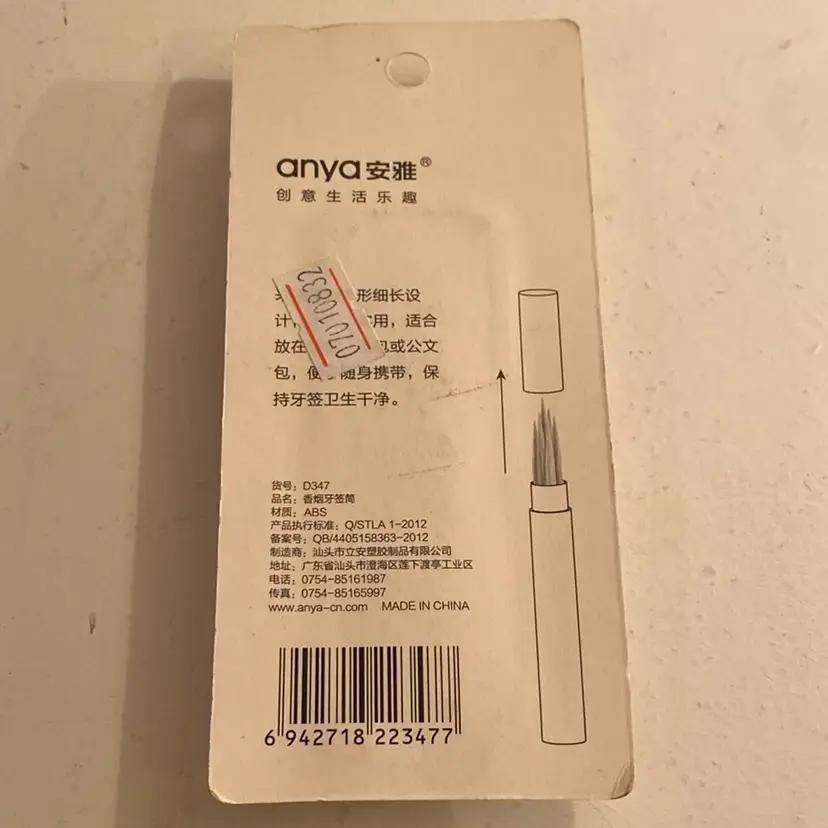 anya安雅®
创意生活乐趣
形细长设
计，用，适合
放在包或公文
包，便随身携带，保
持牙签卫生干净。
07010832
货号：D347
品名：香烟牙签筒
材质：ABS
产品执行标准：Q/STLA 1-2012
备案号：QB/4405158363-2012
制造商：汕头市立安塑胶制品有限公司
地址：广东省汕头市澄海区莲下渡亭工业区
电话：0754-85161987
传真：0754-85165997
www.anya-cn.com MADE IN CHINA
6 942718 223477